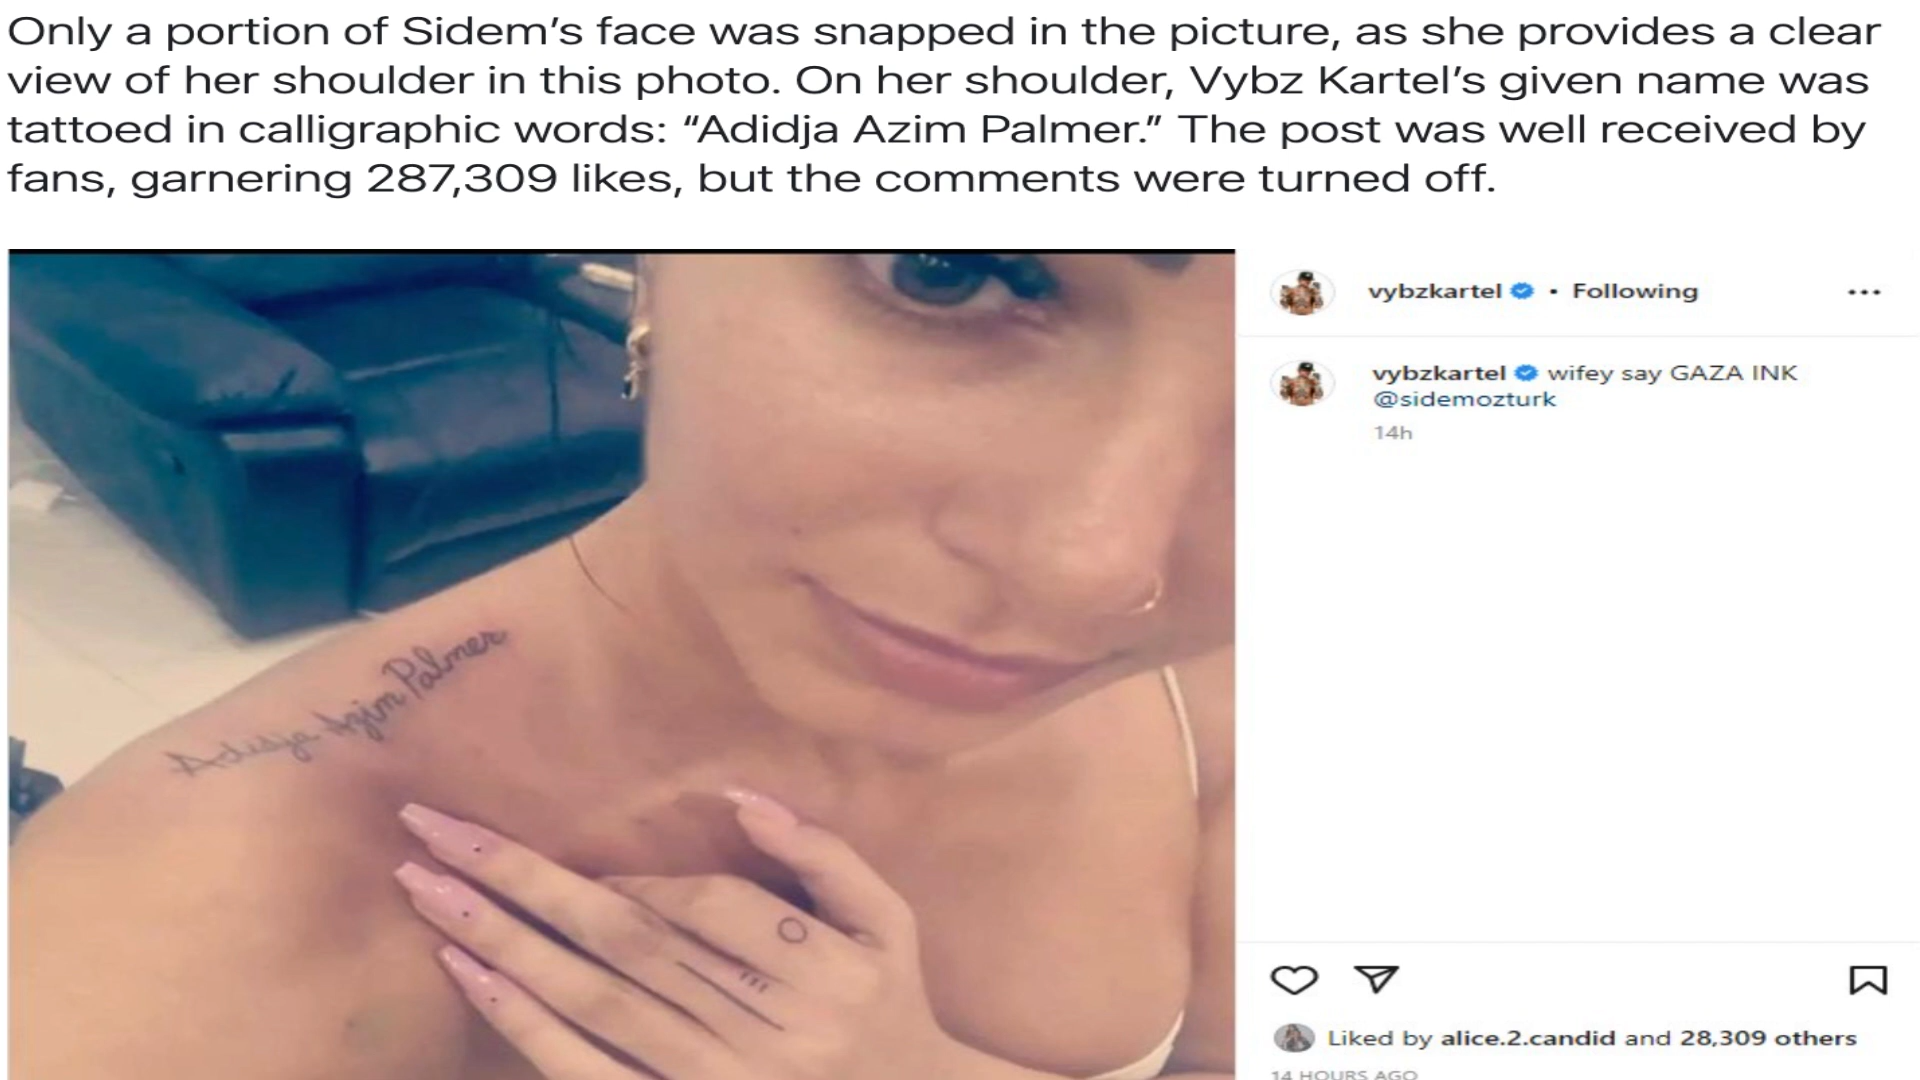 Only a portion of Sidem’s face was snapped in the picture, as she provides a clear
view of her shoulder in this photo. On her shoulder, Vybz Kartel’s given name was
tattoed in calligraphic words: “Adidja Azim Palmer.” The post was well received by
fans, garnering 287,309 likes, but the comments were turned off.
Adidja Azim Palmer
vybzkartel • Following
vybzkartel wifey say GAZA INK
@sidemozturk
14h
Liked by alice.2.candid and 28,309 others
14 HOURS AGO